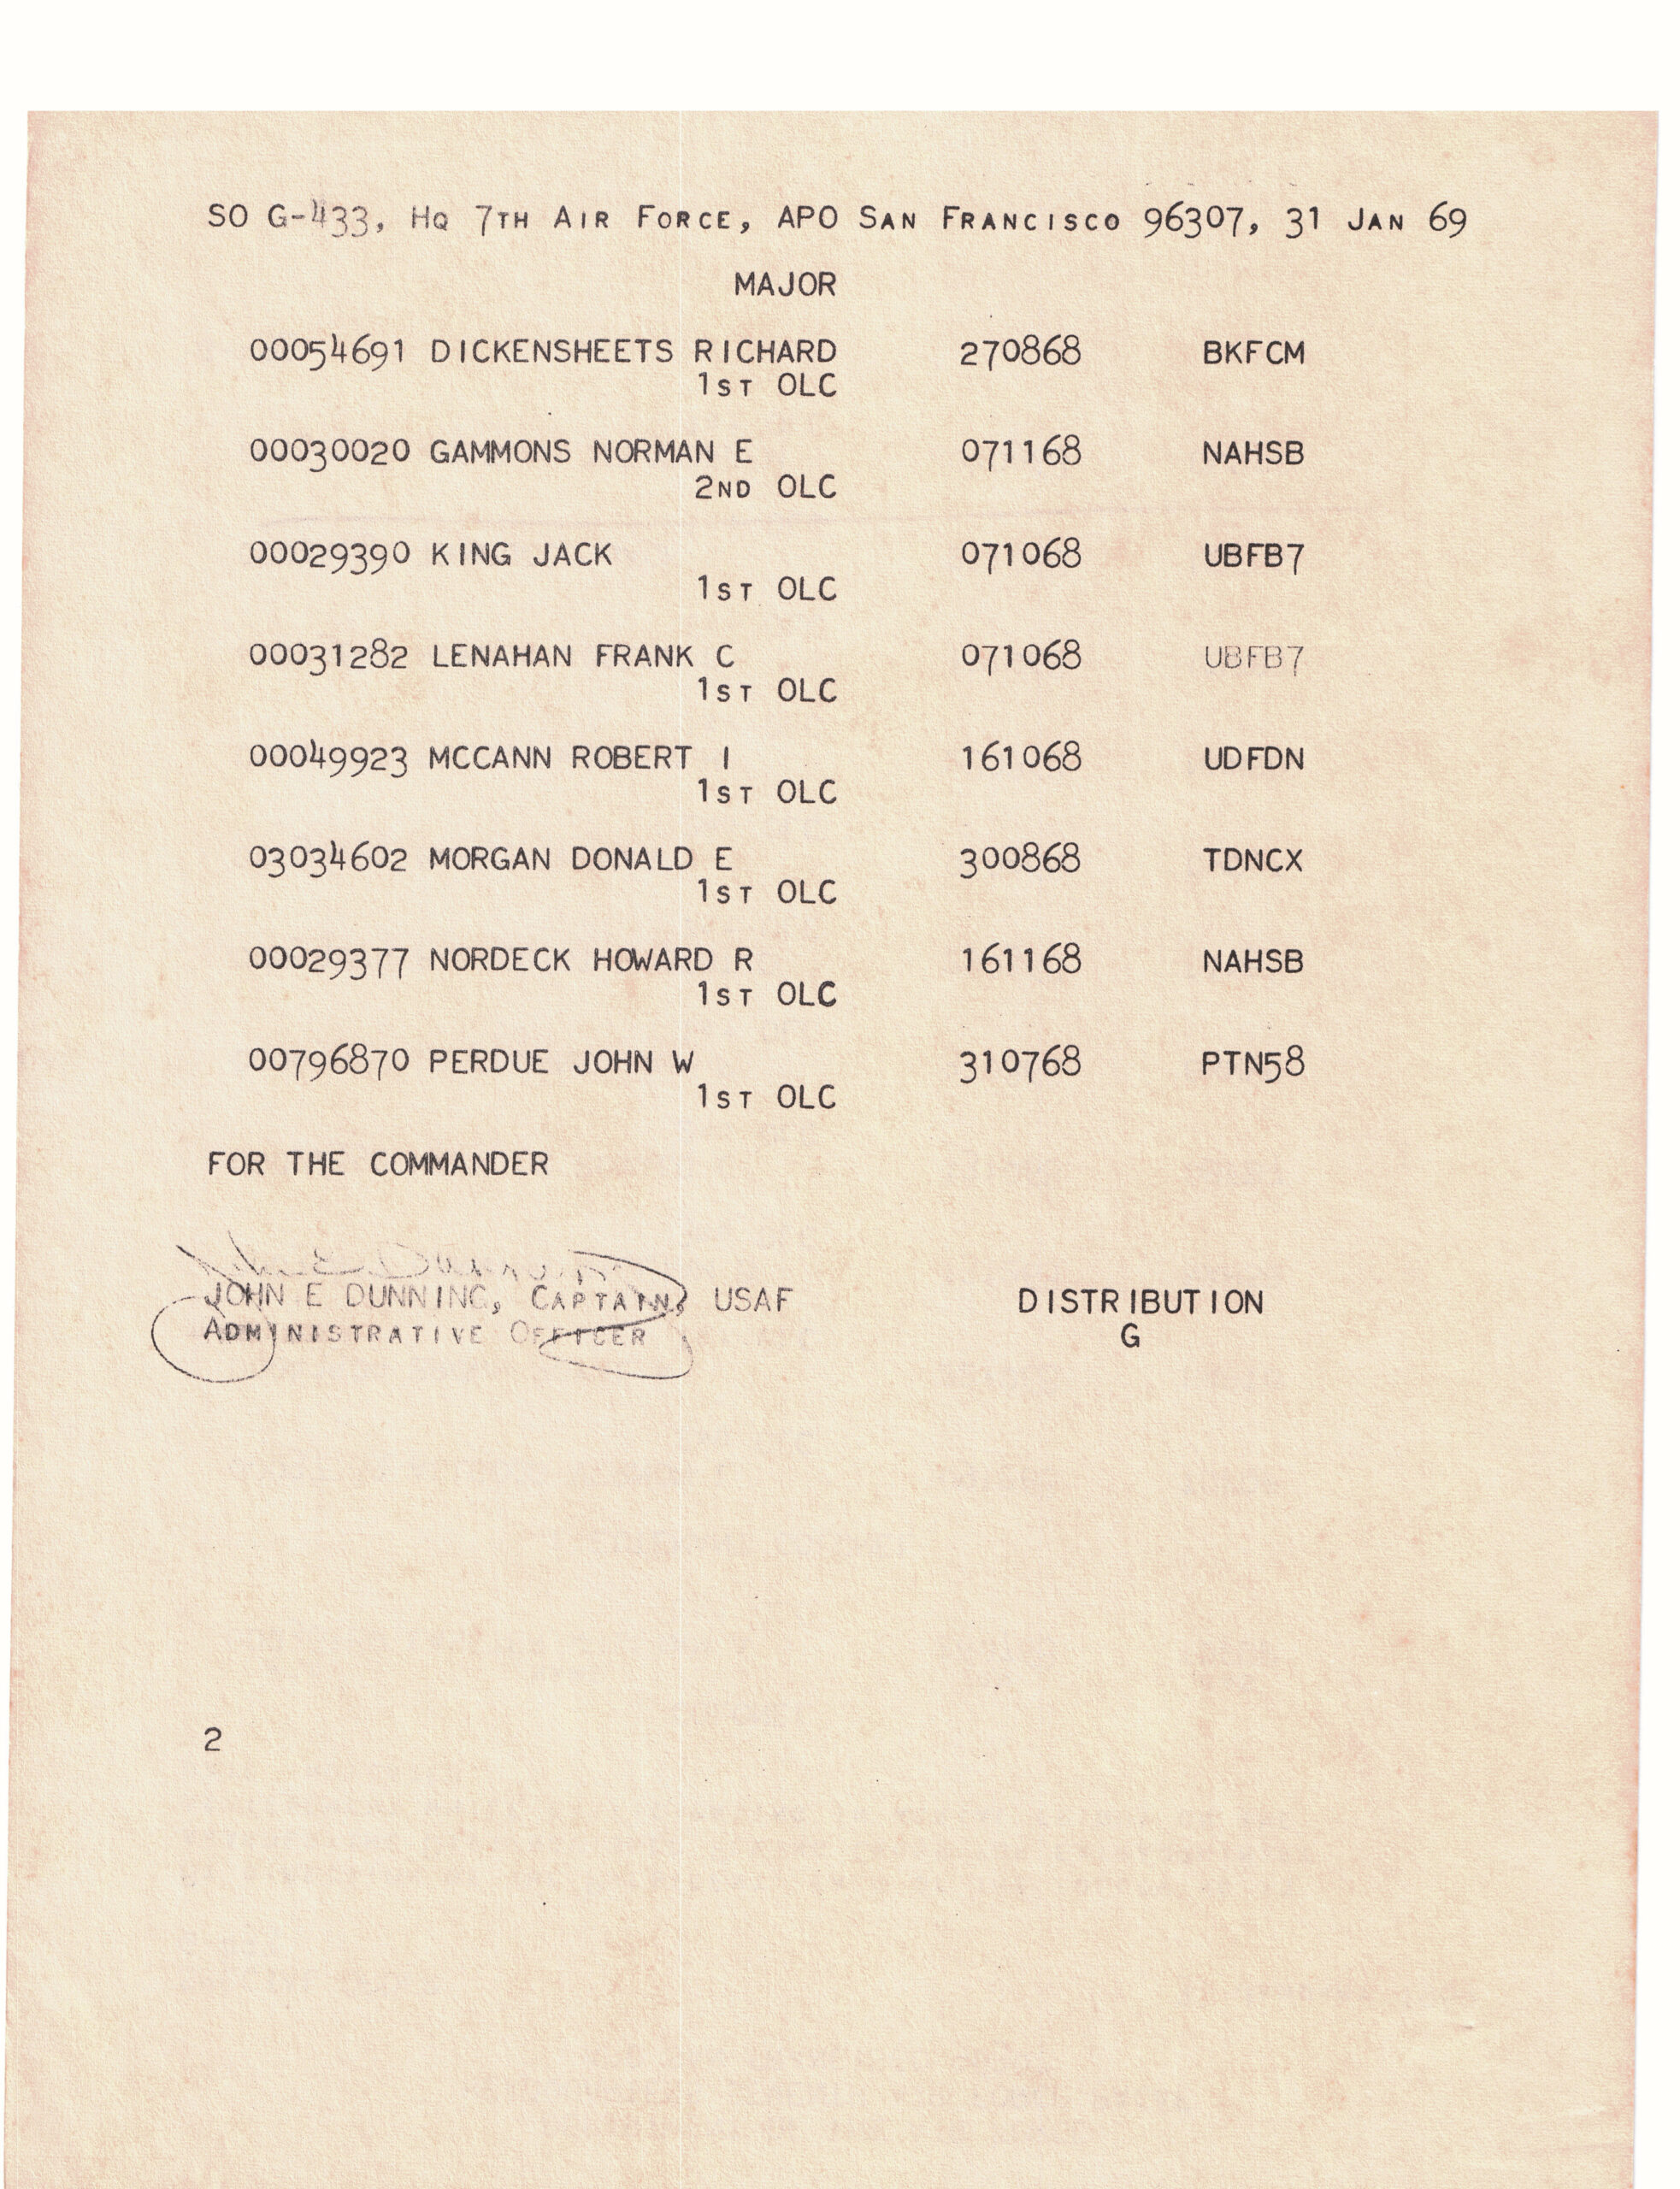 SO G-433, HQ 7TH AIR FORCE, APO SAN FRANCISCO 96307, 31 JAN 69
MAJOR
00054691 DICKENSHEETS RICHARD 270868 BKFCM
1ST OLC
00030020 GAMMONS NORMAN E 071168 NAHSB
2ND OLC
00029390 KING JACK 071068 UBFB7
1ST OLC
00031282 LENAHAN FRANK C 071068 UBFB7
1ST OLC
00049923 MCCANN ROBERT I 161068 UDFDN
1ST OLC
03034602 MORGAN DONALD E 300868 TDNCX
1ST OLC
00029377 NORDECK HOWARD R 161168 NAHSB
1ST OLC
00796870 PERDUE JOHN W 310768 PTN58
1ST OLC
FOR THE COMMANDER
John E Dunning
JOHN E DUNNING, CAPTAIN, USAF DISTRIBUTION
ADMINISTRATIVE OFFICER G
2